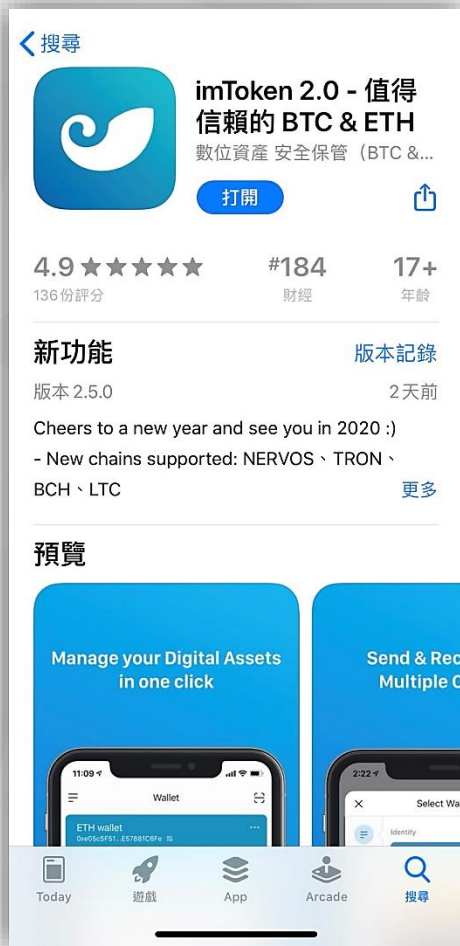 搜尋
imToken 2.0 - 值得
信賴的 BTC & ETH
數位資產 安全保管（BTC &...
打開
4.9
#184
17+
136份評分
財經
年齡
新功能
版本記錄
版本 2.5.0
2天前
Cheers to a new year and see you in 2020 :)
- New chains supported: NERVOS、TRON、
BCH、LTC
更多
預覽
Manage your Digital Assets
in one click
Send & Rec
Multiple C
11:09
Wallet
ETH wallet
0xe05c5F51...E57881C6Fe
2:22
Select Wa
Identity
Today
遊戲
App
Arcade
搜尋